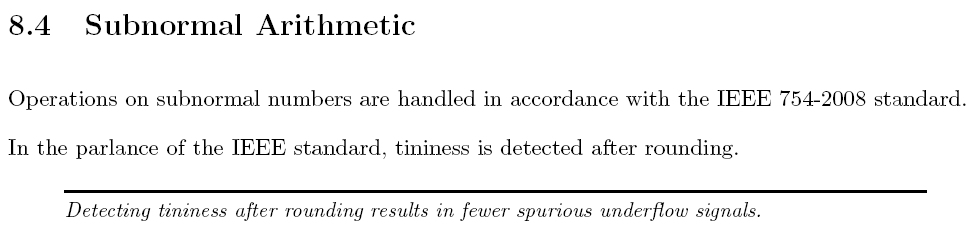 8.4 Subnormal Arithmetic
Operations on subnormal numbers are handled in accordance with the IEEE 754-2008 standard.
In the parlance of the IEEE standard, tininess is detected after rounding.
Detecting tininess after rounding results in fewer spurious underflow signals.